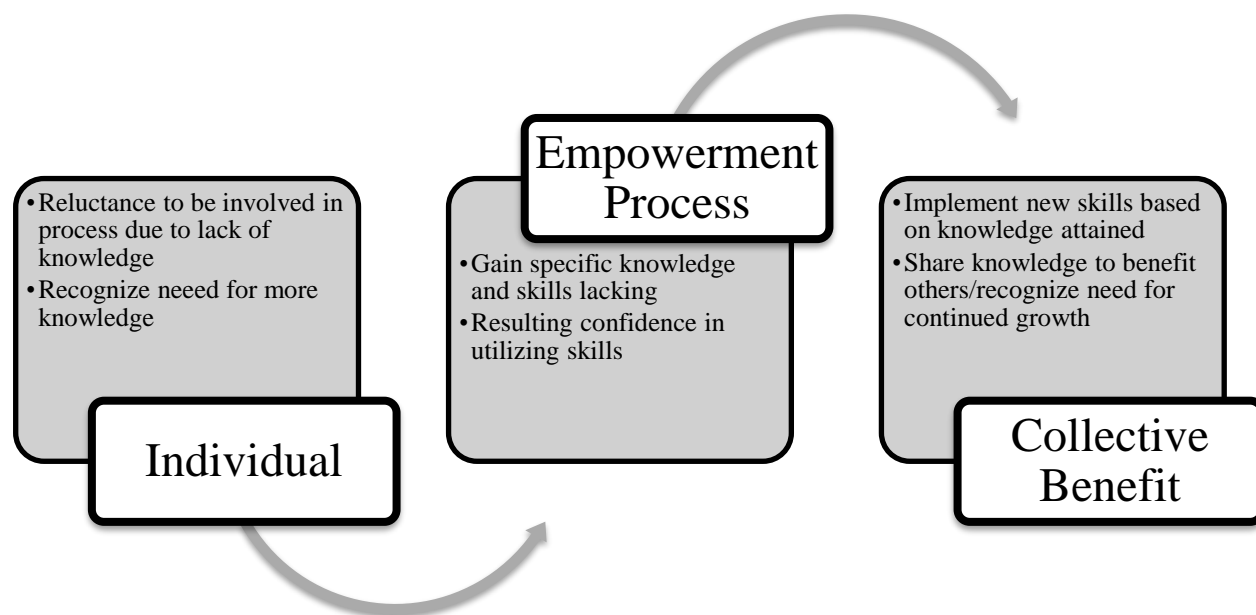 •Reluctance to be involved in
process due to lack of
knowledge
•Recognize neeed for more
knowledge
Individual
Empowerment
Process
•Gain specific knowledge
and skills lacking
•Resulting confidence in
utilizing skills
•Implement new skills based
on knowledge attained
•Share knowledge to benefit
others/recognize need for
continued growth
Collective
Benefit